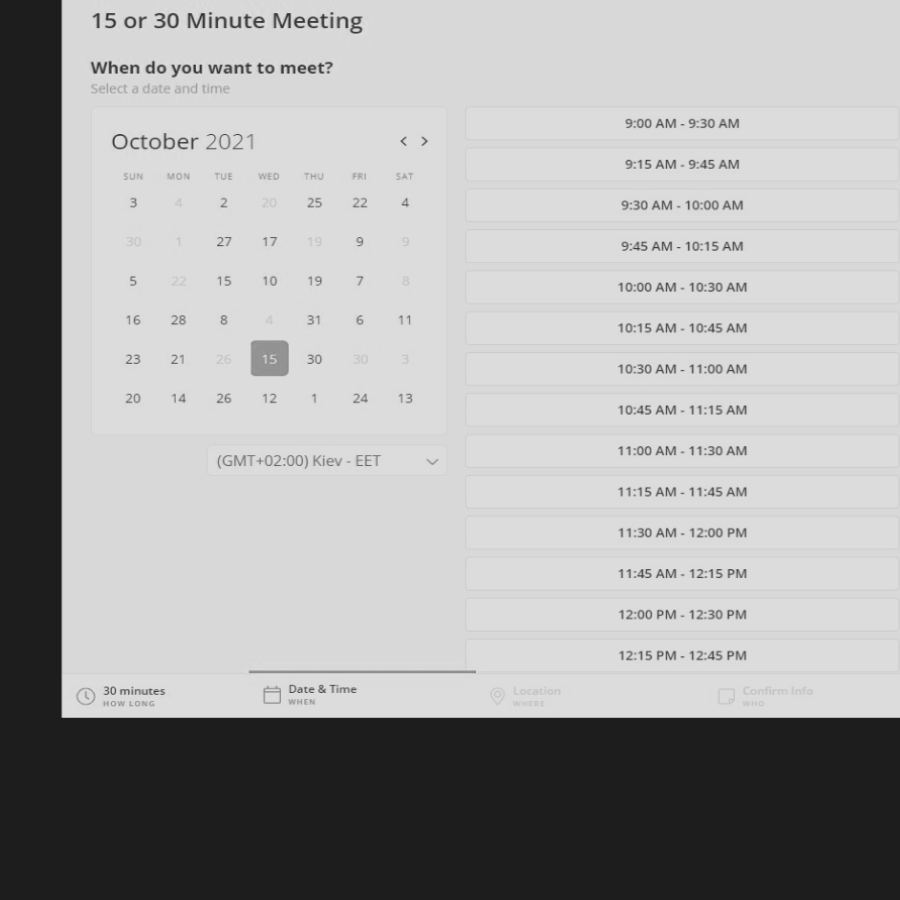 15 or 30 Minute Meeting
When do you want to meet?
Select a date and time
October 2021
SUN MON TUE WED THU FRI SAT
3 4 2 20 25 22 4
30 1 27 17 19 9 9
5 22 15 10 19 7 8
16 28 8 4 31 6 11
23 21 26 15 30 30 3
20 14 26 12 1 24 13
(GMT+02:00) Kiev - EET
9:00 AM - 9:30 AM
9:15 AM - 9:45 AM
9:30 AM - 10:00 AM
9:45 AM - 10:15 AM
10:00 AM - 10:30 AM
10:15 AM - 10:45 AM
10:30 AM - 11:00 AM
10:45 AM - 11:15 AM
11:00 AM - 11:30 AM
11:15 AM - 11:45 AM
11:30 AM - 12:00 PM
11:45 AM - 12:15 PM
12:00 PM - 12:30 PM
12:15 PM - 12:45 PM
30 minutes
HOW LONG
Date & Time
WHEN
Location
WHERE
Confirm Info
WHO